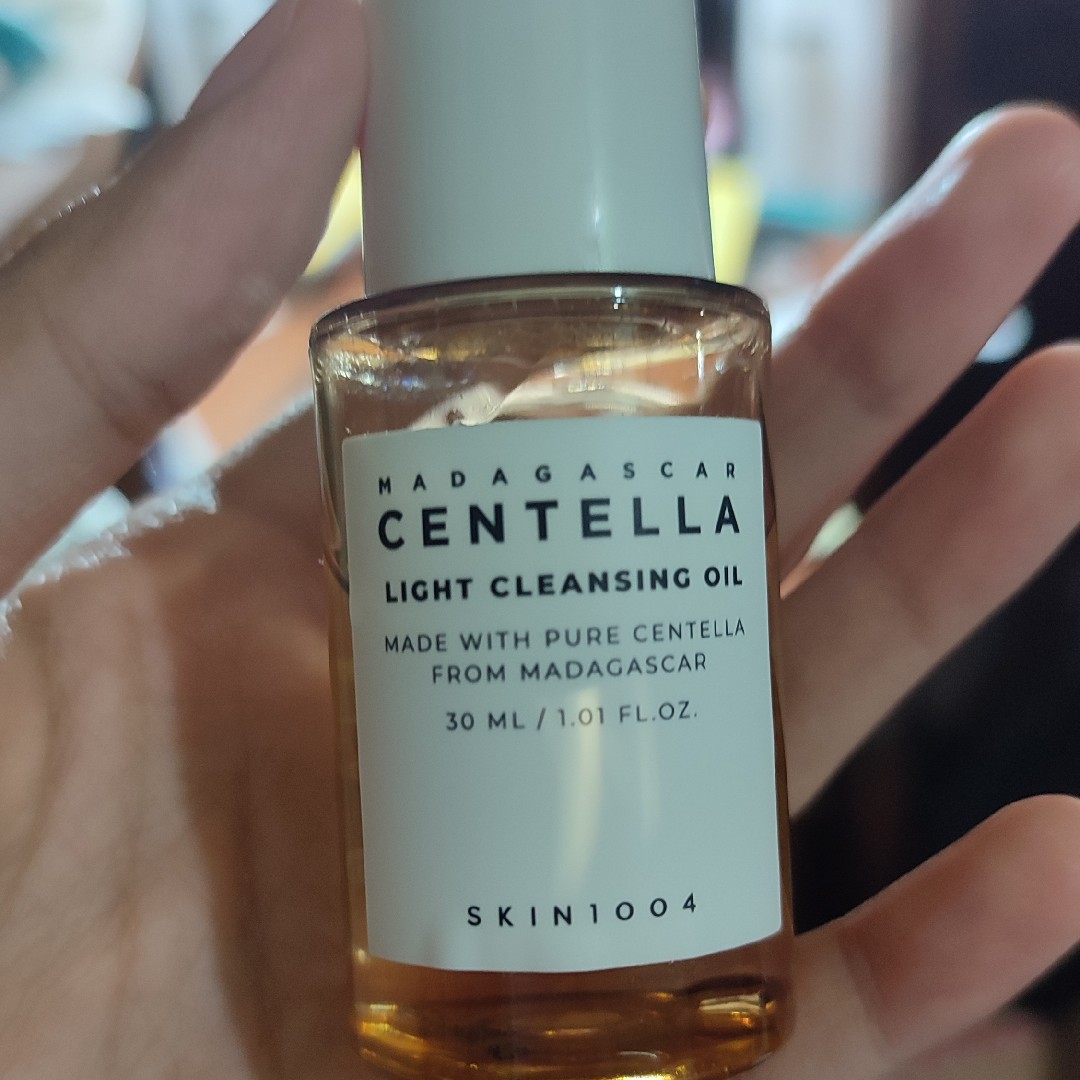 MADAGASCAR
CENTELLA
LIGHT CLEANSING OIL
MADE WITH PURE CENTELLA
FROM MADAGASCAR
30 ML / 1.01 FL.OZ.
SKIN1004